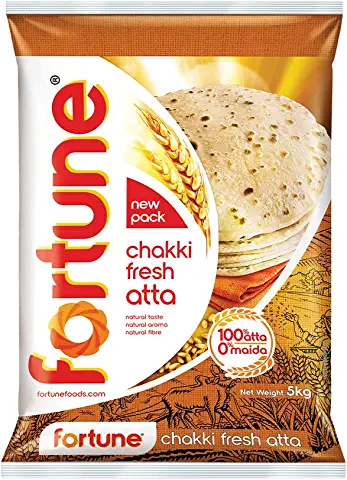 fortune®
new
pack
chakki
fresh
atta
natural taste
natural aroma
natural fibre
100% atta
0% maida
fortunefoods.com
Net Weight 5kg
fortune®
chakki fresh atta